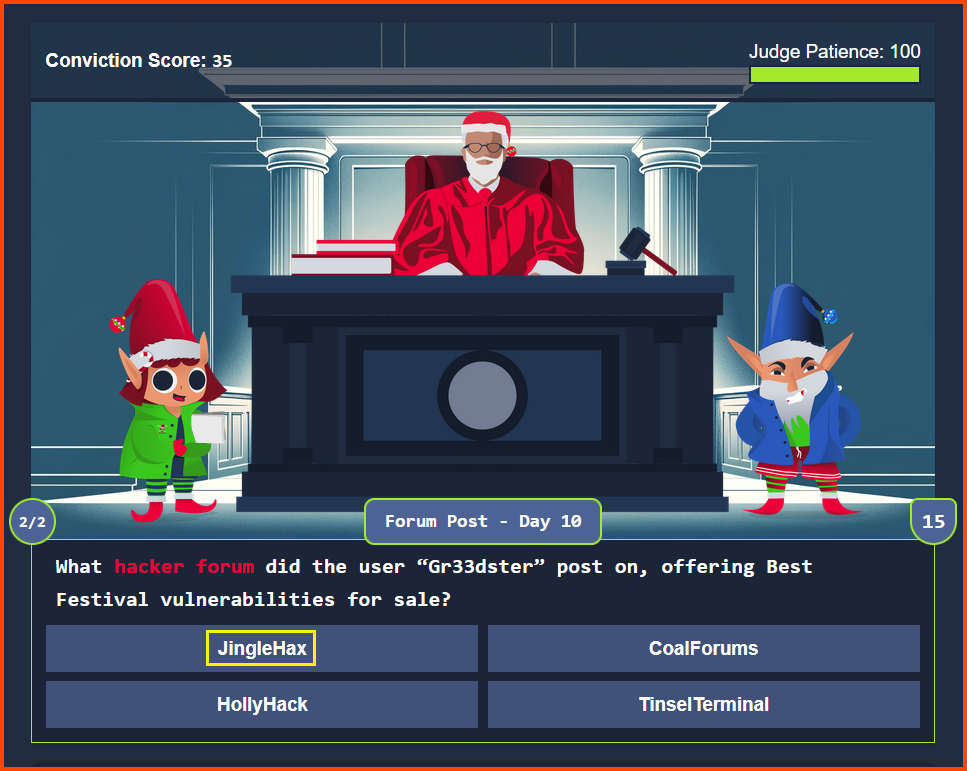 Conviction Score: 35
Judge Patience: 100
2/2
Forum Post - Day 10
15
What hacker forum did the user “Gr33dster” post on, offering Best
Festival vulnerabilities for sale?
JingleHax
CoalForums
HollyHack
TinselTerminal